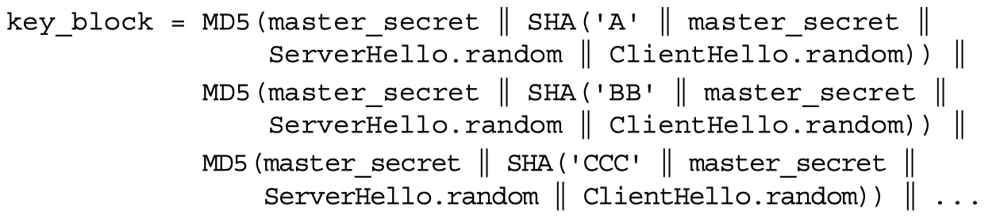 key_block = MD5(master_secret ‖ SHA('A' ‖ master_secret ‖
ServerHello.random ‖ ClientHello.random)) ‖
MD5(master_secret ‖ SHA('BB' ‖ master_secret ‖
ServerHello.random ‖ ClientHello.random)) ‖
MD5(master_secret ‖ SHA('CCC' ‖ master_secret ‖
ServerHello.random ‖ ClientHello.random)) ‖ ...